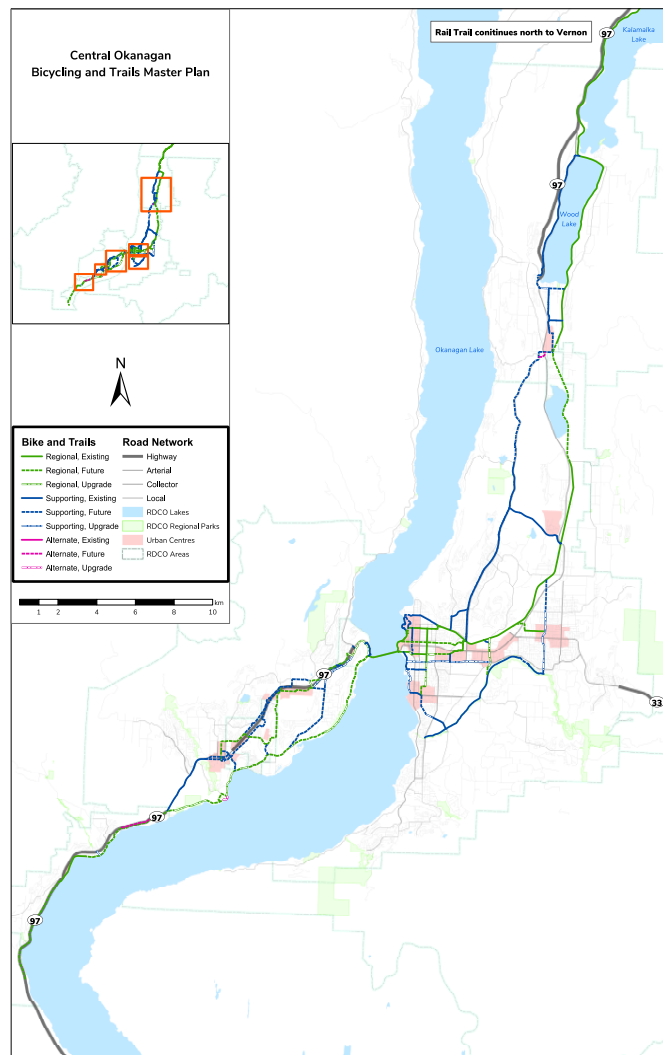 Central Okanagan
Bicycling and Trails Master Plan
Rail Trail conitinues north to Vernon
97
Kalamalka
Lake
97
Wood
Lake
Okanagan Lake
N
Bike and Trails
Regional, Existing
Regional, Future
Regional, Upgrade
Supporting, Existing
Supporting, Future
Supporting, Upgrade
Alternate, Existing
Alternate, Future
Alternate, Upgrade
Road Network
Highway
Arterial
Collector
Local
RDCO Lakes
RDCO Regional Parks
Urban Centres
RDCO Areas
1 2 4 6 8 10 km
97
33
97
97